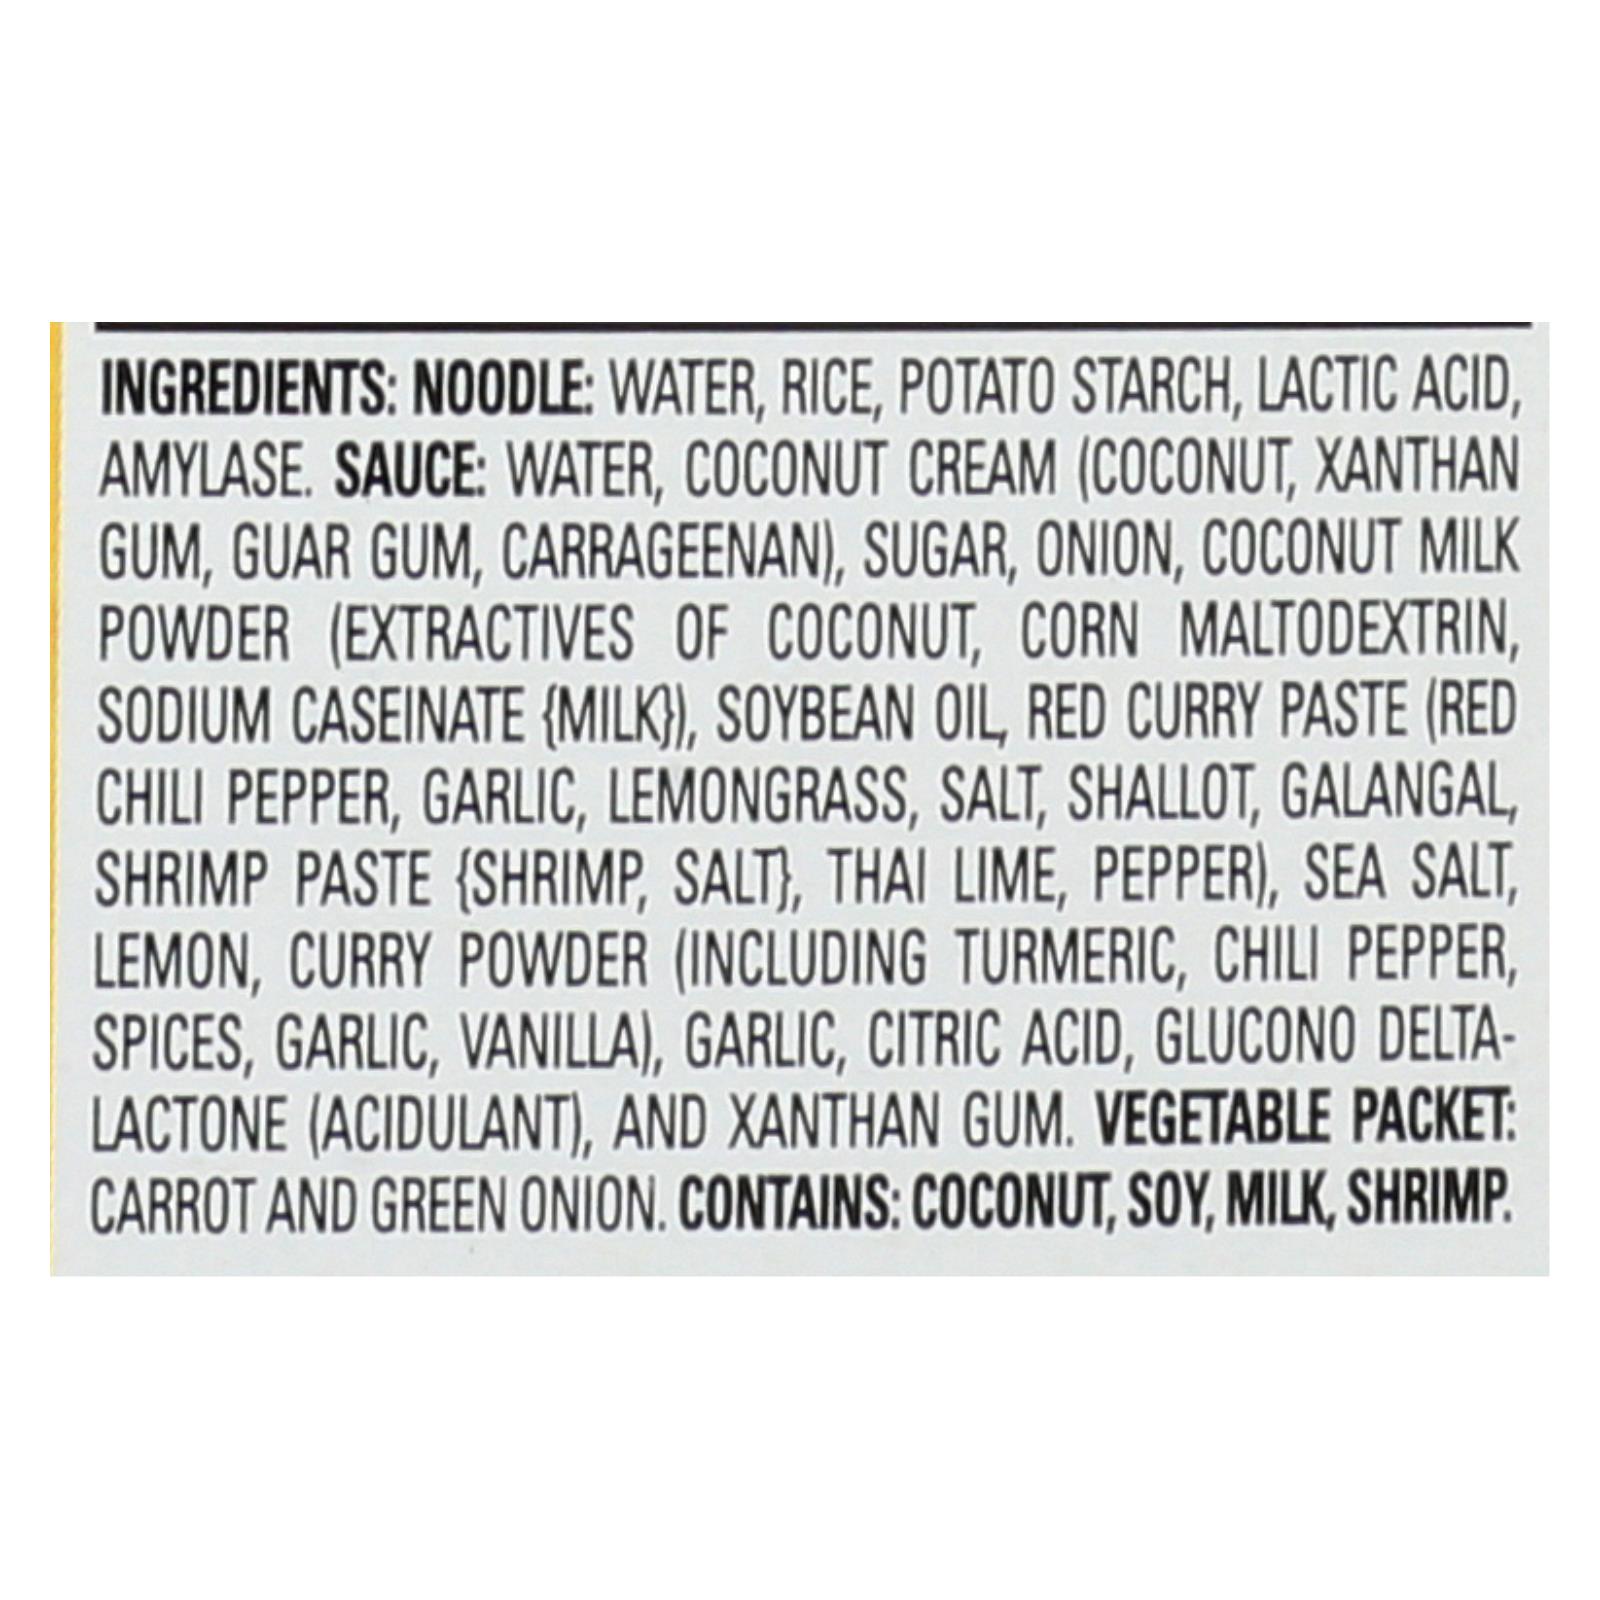 INGREDIENTS: NOODLE: WATER, RICE, POTATO STARCH, LACTIC ACID,
AMYLASE. SAUCE: WATER, COCONUT CREAM (COCONUT, XANTHAN
GUM, GUAR GUM, CARRAGEENAN), SUGAR, ONION, COCONUT MILK
POWDER (EXTRACTIVES OF COCONUT, CORN MALTODEXTRIN,
SODIUM CASEINATE {MILK}), SOYBEAN OIL, RED CURRY PASTE (RED
CHILI PEPPER, GARLIC, LEMONGRASS, SALT, SHALLOT, GALANGAL,
SHRIMP PASTE {SHRIMP, SALT}, THAI LIME, PEPPER), SEA SALT,
LEMON, CURRY POWDER (INCLUDING TURMERIC, CHILI PEPPER,
SPICES, GARLIC, VANILLA), GARLIC, CITRIC ACID, GLUCONO DELTA-
LACTONE (ACIDULANT), AND XANTHAN GUM. VEGETABLE PACKET:
CARROT AND GREEN ONION. CONTAINS: COCONUT, SOY, MILK, SHRIMP.